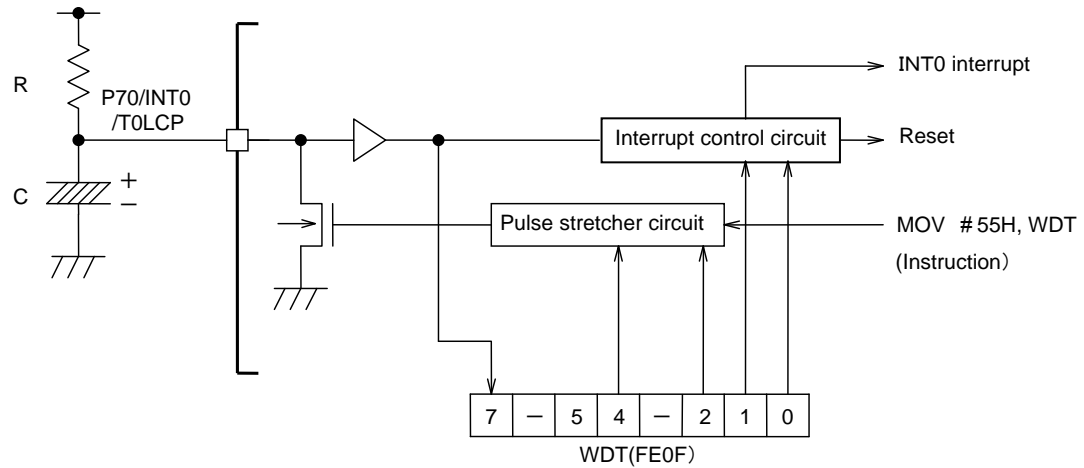 R
P70/INT0
/T0LCP
C
+
−
INT0 interrupt
Interrupt control circuit
Reset
Pulse stretcher circuit
MOV #55H, WDT
(Instruction)
7 − 5 4 − 2 1 0
WDT(FE0F)